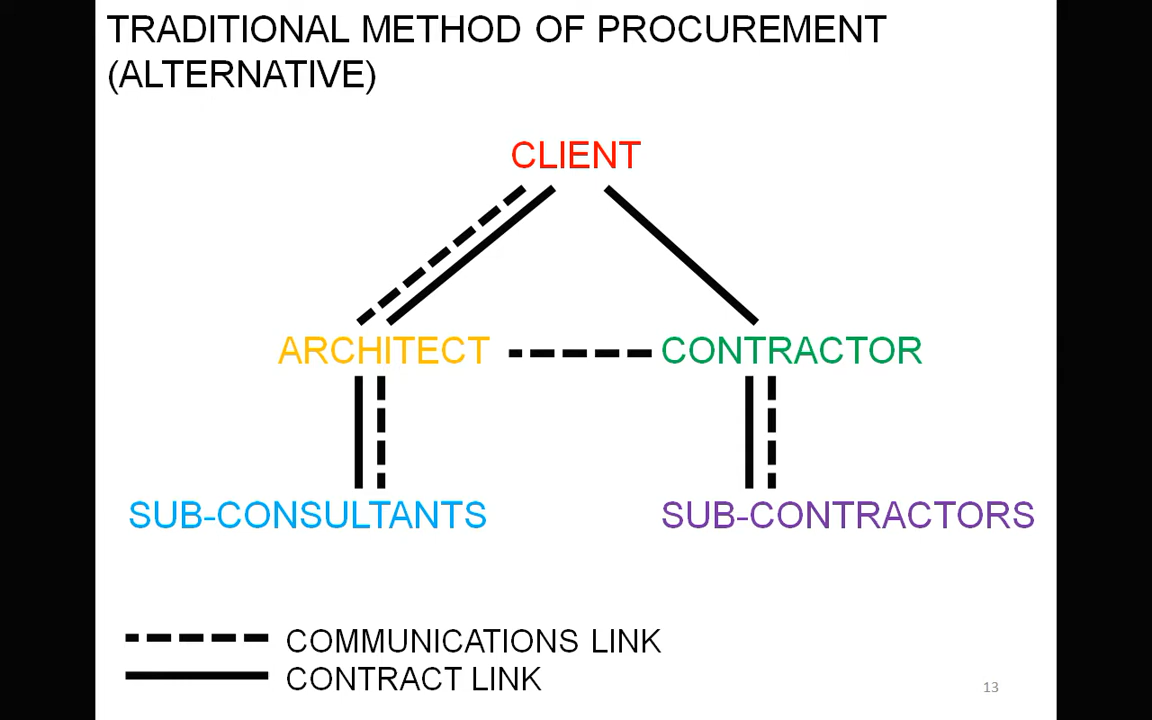 TRADITIONAL METHOD OF PROCUREMENT
(ALTERNATIVE)
CLIENT
ARCHITECT
CONTRACTOR
SUB-CONSULTANTS
SUB-CONTRACTORS
COMMUNICATIONS LINK
CONTRACT LINK
13